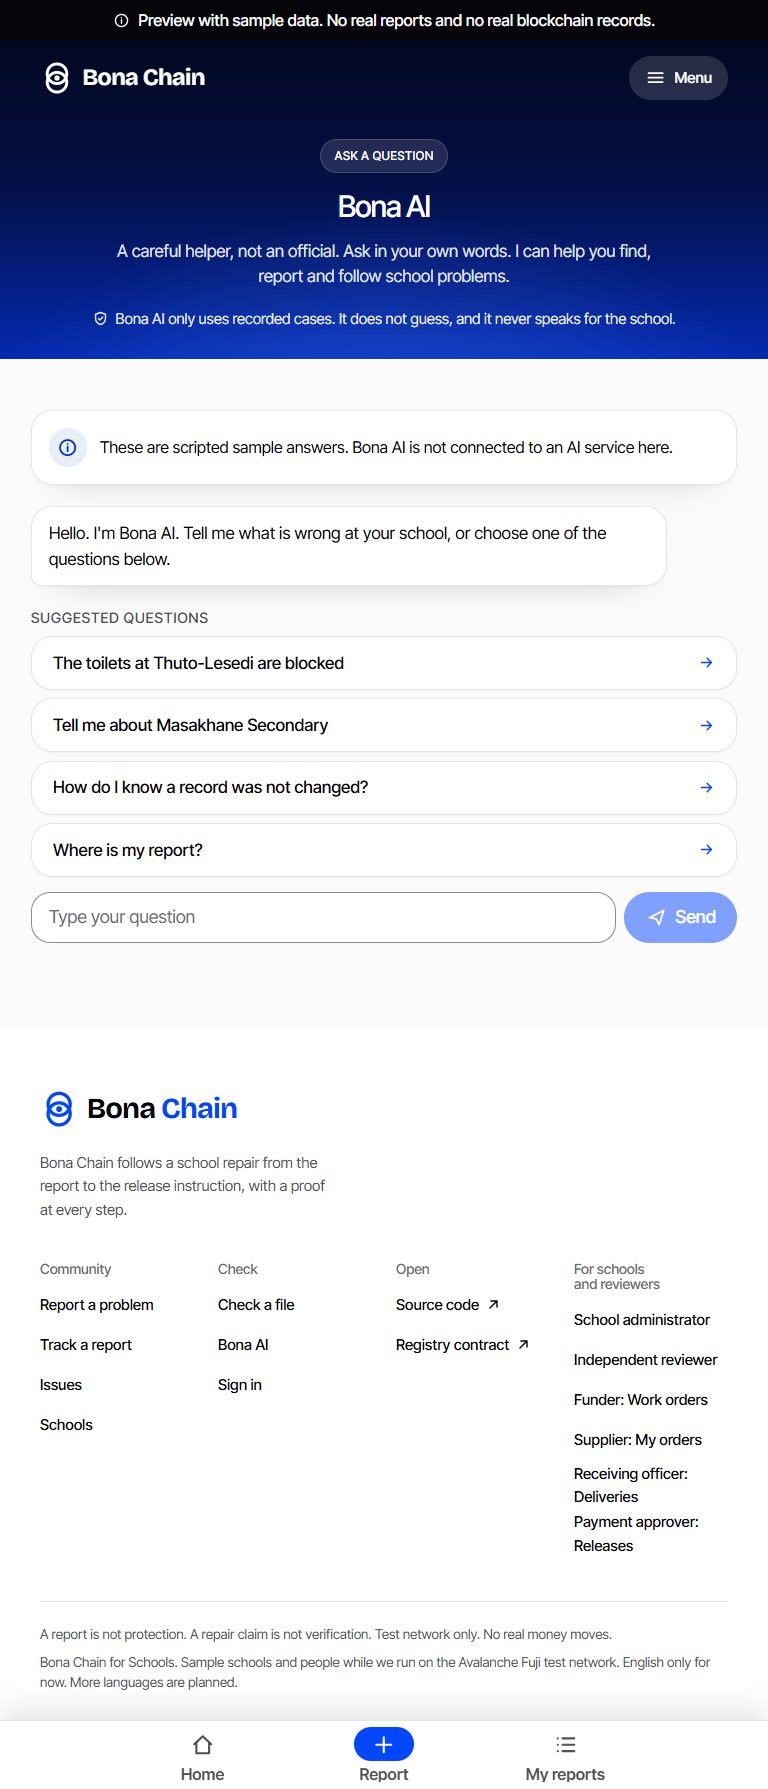 Preview with sample data. No real reports and no real blockchain records.
Bona Chain
Menu
ASK A QUESTION
Bona AI
A careful helper, not an official. Ask in your own words. I can help you find,
report and follow school problems.
Bona AI only uses recorded cases. It does not guess, and it never speaks for the school.
These are scripted sample answers. Bona AI is not connected to an AI service here.
Hello. I'm Bona AI. Tell me what is wrong at your school, or choose one of the
questions below.
SUGGESTED QUESTIONS
The toilets at Thuto-Lesedi are blocked
Tell me about Masakhane Secondary
How do I know a record was not changed?
Where is my report?
Type your question
Send
Bona Chain
Bona Chain follows a school repair from the
report to the release instruction, with a proof
at every step.
Community
Report a problem
Track a report
Issues
Schools
Check
Check a file
Bona AI
Sign in
Open
Source code
Registry contract
For schools
and reviewers
School administrator
Independent reviewer
Funder: Work orders
Supplier: My orders
Receiving officer:
Deliveries
Payment approver:
Releases
A report is not protection. A repair claim is not verification. Test network only. No real money moves.
Bona Chain for Schools. Sample schools and people while we run on the Avalanche Fuji test network. English only for
now. More languages are planned.
Home
Report
My reports